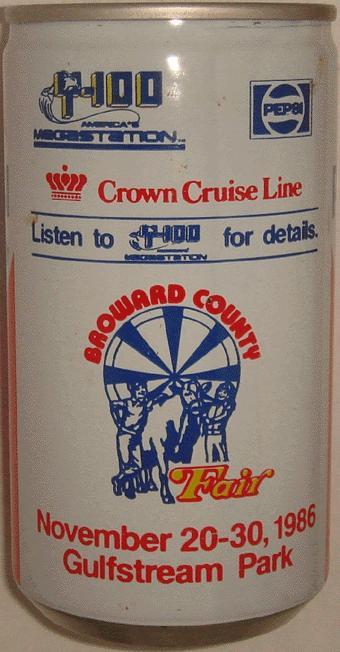 Y-100
AMERICA'S
MEGASTATION
PEPSI
Crown Cruise Line
Listen to Y-100 for details.
MEGASTATION
BROWARD COUNTY
Fair
November 20-30, 1986
Gulfstream Park